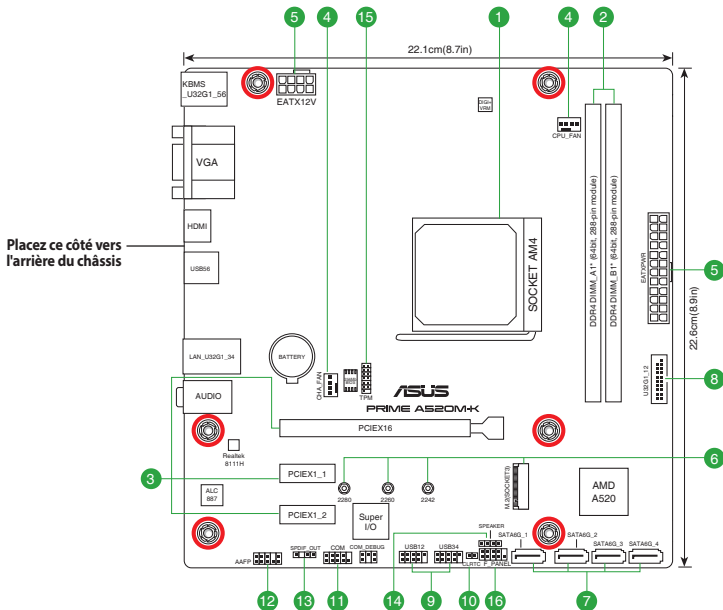 5
4
15
1
4
2
22.1cm(8.7in)
KBMS
_U32G1_56
EATX12V
DIGI+
VRM
CPU_FAN
VGA
HDMI
Placez ce côté vers
l'arrière du châssis
USB56
SOCKET AM4
DDR4 DIMM_A1* (64bit, 288-pin module)
DDR4 DIMM_B1* (64bit, 288-pin module)
EATXPWR
5
22.6cm(8.9in)
LAN_U32G1_34
BATTERY
CHA_FAN
TPM
U32G1_12
8
AUDIO
ASUS
PRIME A520M-K
PCIEX16
Realtek
8111H
6
3
PCIEX1_1
2280
2260
2242
M.2(SOCKET3)
AMD
A520
ALC
887
PCIEX1_2
Super
I/O
SPEAKER
SATA6G_1
SATA6G_2
SATA6G_3
SATA6G_4
AAFP
SPDIF_OUT
COM
COM_DEBUG
USB12
USB34
CLRTC
F_PANEL
12
13
11
14
9
10
16
7